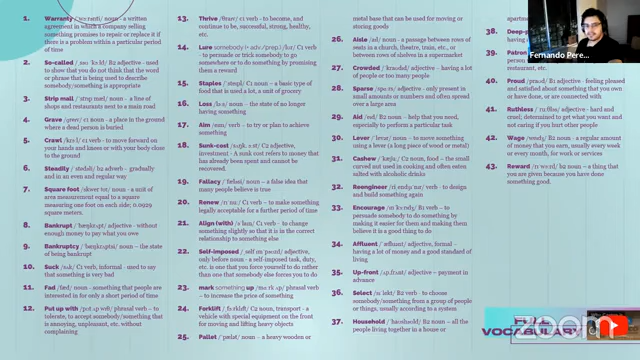 1. Warranty /ˈwɒrənti/ noun - a written
agreement in which a company selling
something promises to repair or replace it if
there is a problem within a particular period
of time
2. So-called /ˌsəʊ ˈkɔːld/ B2 adjective - used
to show that you do not think that the word
or phrase that is being used to describe
somebody/something is appropriate
3. Strip mall /ˈstrɪp mɔːl/ noun - a line of
shops and restaurants next to a main road
4. Grave /ɡreɪv/ c1 noun - a place in the ground
where a dead person is buried
5. Crawl /krɔːl/ c1 verb - to move forward on
your hands and knees or with your body close
to the ground
6. Steadily /ˈstedəli/ b2 adverb - gradually
and in an even and regular way
7. Square foot /skweər fʊt/ noun - a unit of
area measurement equal to a square
measuring one foot on each side; 0.0929
square meters.
8. Bankrupt /ˈbæŋkrʌpt/ adjective - without
enough money to pay what you owe
9. Bankruptcy /ˈbæŋkrʌptsi/ noun - the state
of being bankrupt
10. Suck /sʌk/ C1 verb, informal - used to say
that something is very bad
11. Fad /fæd/ noun - something that people are
interested in for only a short period of time
12. Put up with /pʊt ʌp wɪð/ phrasal verb - to
tolerate, to accept somebody/something that
is annoying, unpleasant, etc. without
complaining
13. Thrive /θraɪv/ c1 verb - to become, and
continue to be, successful, strong, healthy,
etc.
14. Lure somebody (+ adv./prep.) /lʊr/ C1 verb
- to persuade or trick somebody to go
somewhere or to do something by promising
them a reward
15. Staples /ˈsteɪpl/ C1 noun - a basic type of
food that is used a lot, a unit of grocery
16. Loss /lɔːs/ noun - the state of no longer
having something
17. Aim /eɪm/ verb - to try or plan to achieve
something
18. Sunk-cost /sʌŋk, kɔːst/ C2 adjective,
investment - A sunk cost refers to money that
has already been spent and cannot be
recovered.
19. Fallacy /ˈfæləsi/ noun - a false idea that
many people believe is true
20. Renew /rɪˈnuː/ C1 verb - to make something
legally acceptable for a further period of time
21. Align (with) /əˈlaɪn/ C1 verb - to change
something slightly so that it is in the correct
relationship to something else
22. Self-imposed /ˌself ɪmˈpəʊzd/ adjective,
only before noun - a self-imposed task, duty,
etc. is one that you force yourself to do rather
than one that somebody else forces you to do
23. mark something up /mɑːrk ʌp/ phrasal verb
- to increase the price of something
24. Forklift /ˈfɔːrklɪft/ C2 noun, transport - a
vehicle with special equipment on the front
for moving and lifting heavy objects
25. Pallet /ˈpælət/ noun - a heavy wooden or
metal base that can be used for moving or
storing goods
26. Aisle /aɪl/ noun - a passage between rows of
seats in a church, theatre, train, etc., or
between rows of shelves in a supermarket
27. Crowded /ˈkraʊdɪd/ adjective - having a lot
of people or too many people
28. Sparse /spɑːrs/ adjective - only present in
small amounts or numbers and often spread
over a large area
29. Aid /eɪd/ B2 noun - help that you need,
especially to perform a particular task
30. Lever /ˈlevər/ noun - to move something
using a lever (a long piece of wood or metal)
31. Cashew /ˈkæʃuː/ C2 noun, food - the small
curved nut used in cooking and often eaten
salted with alcoholic drinks
32. Reengineer /riˌendʒɪˈnɪr/ verb - to design
and build something again
33. Encourage /ɪnˈkɜːrɪdʒ/ B1 verb - to
persuade somebody to do something by
making it easier for them and making them
believe it is a good thing to do
34. Affluent /ˈæfluənt/ adjective, formal -
having a lot of money and a good standard of
living
35. Up-front /ˌʌpˈfrʌnt/ adjective - payment in
advance
36. Select /sɪˈlekt/ B2 verb - to choose
somebody/something from a group of people
or things, usually according to a system
37. Household /ˈhaʊshəʊld/ B2 noun - all the
people living together in a house or
38. Deep-p
39. Patron
restaurant, etc.
40. Proud /praʊd/ B1 adjective - feeling pleased
and satisfied about something that you own
or have done, or are connected with
41. Ruthless /ˈruːθləs/ adjective - hard and
cruel; determined to get what you want and
not caring if you hurt other people
42. Wage /weɪdʒ/ B2 noun - a regular amount
of money that you earn, usually every week
or every month, for work or services
43. Reward /rɪˈwɔːrd/ b2 noun - a thing that
you are given because you have done
something good.
Fernando Pere...
FULL
VOCABULARY